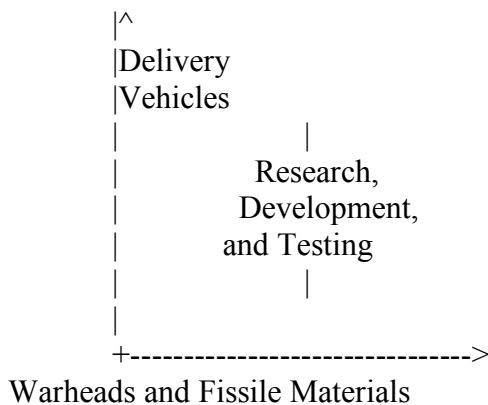 |^
|Delivery
|Vehicles
| |
| Research,
| Development,
| and Testing
| |
|
+-------------------------------->
Warheads and Fissile Materials